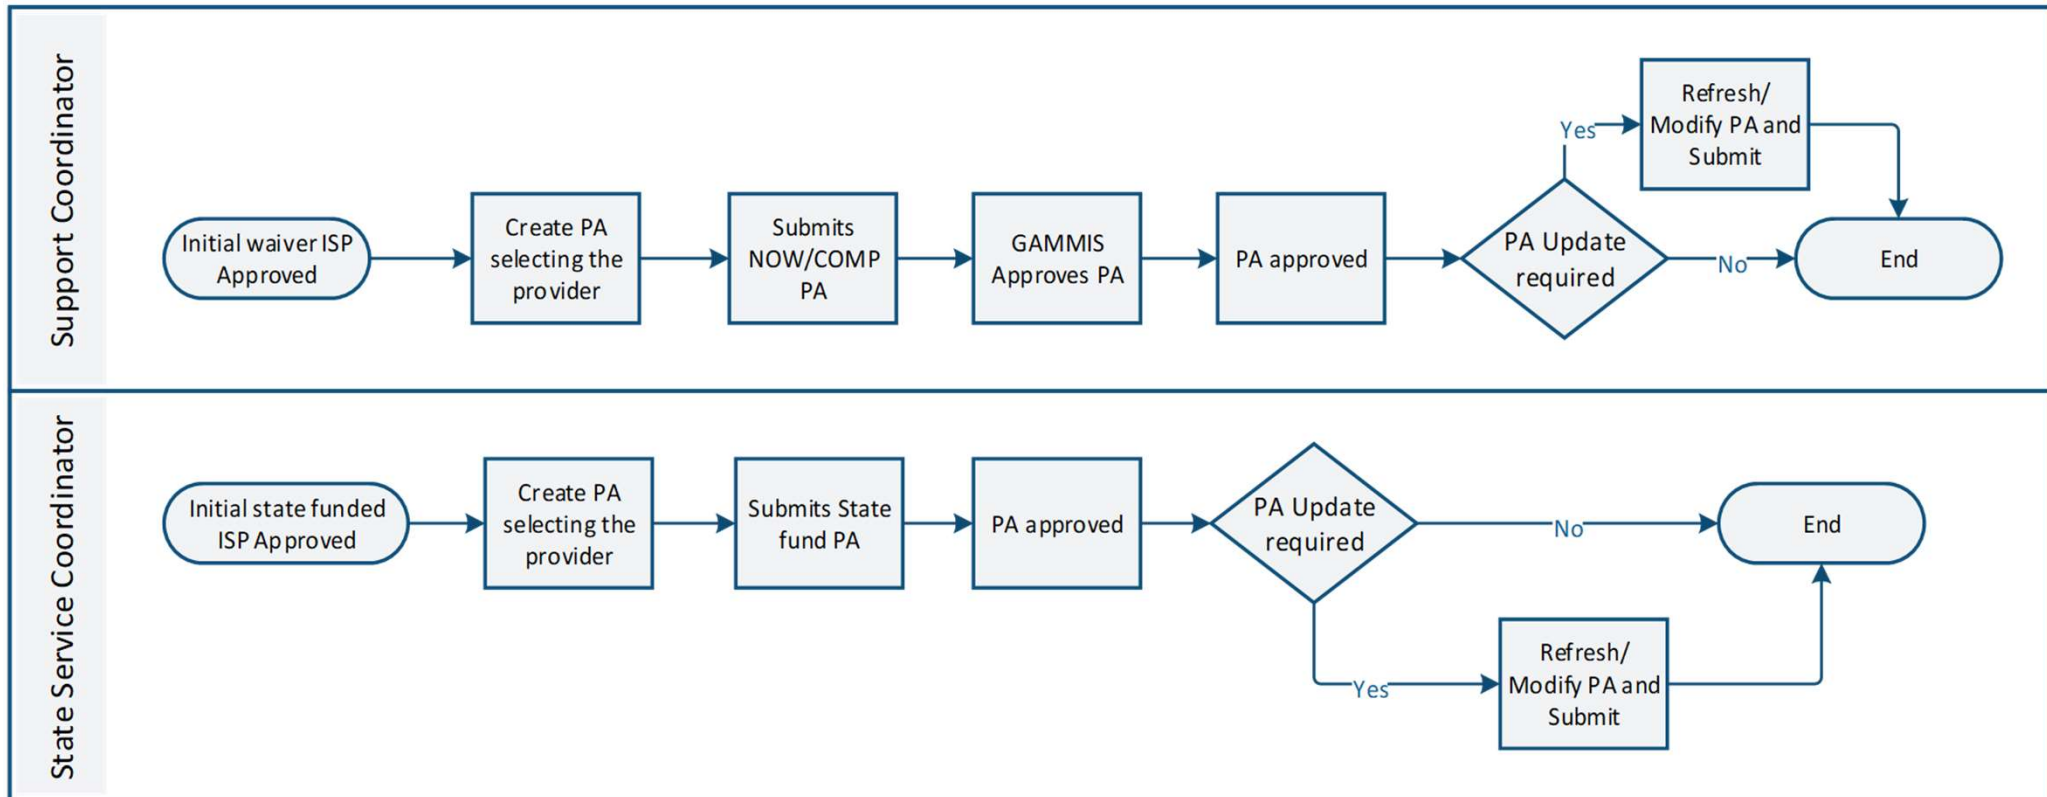 Support Coordinator
Initial waiver ISP
Approved
Create PA
selecting the
provider
Submits
NOW/COMP
PA
GAMMIS
Approves PA
PA approved
PA Update
required
Yes
Refresh/
Modify PA and
Submit
No
End
State Service Coordinator
Initial state funded
ISP Approved
Create PA
selecting the
provider
Submits State
fund PA
PA approved
PA Update
required
No
End
Yes
Refresh/
Modify PA and
Submit